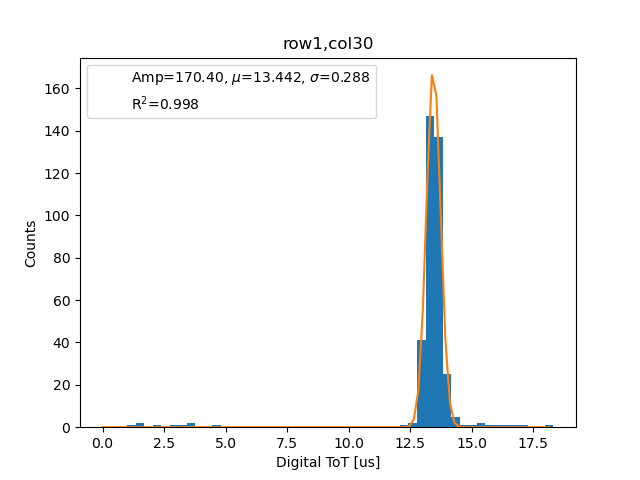 row1,col30
Amp=170.40, μ=13.442, σ=0.288
R²=0.998
160
140
120
100
80
60
40
20
0
Counts
0.0 2.5 5.0 7.5 10.0 12.5 15.0 17.5
Digital ToT [us]